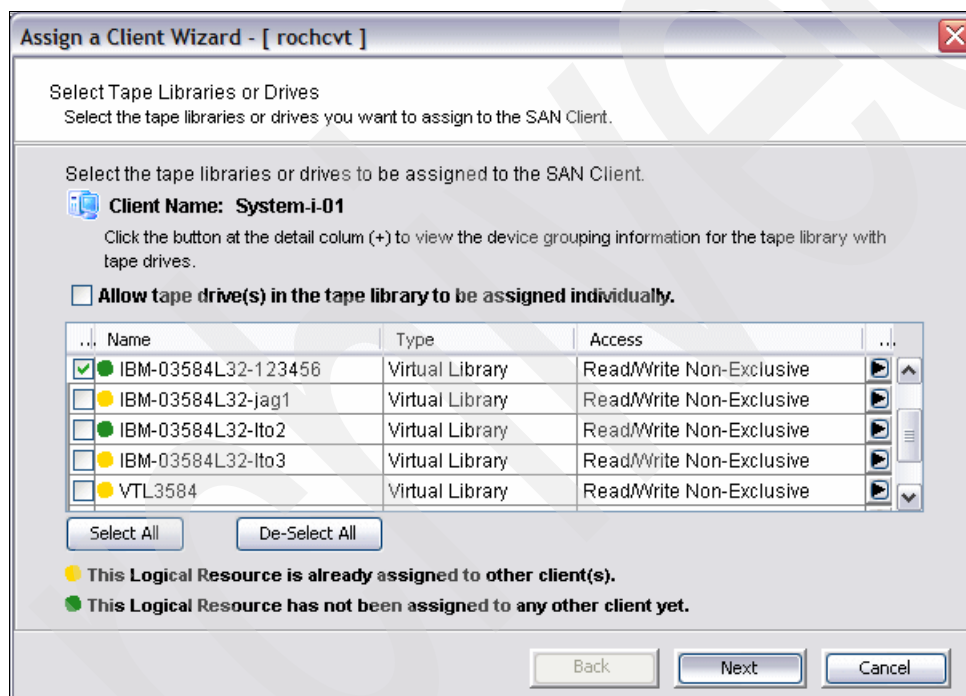 Assign a Client Wizard - [ rochcvt ]
Select Tape Libraries or Drives
Select the tape libraries or drives you want to assign to the SAN Client.
Select the tape libraries or drives to be assigned to the SAN Client.
Client Name: System-i-01
Click the button at the detail colum (+) to view the device grouping information for the tape library with
tape drives.
Allow tape drive(s) in the tape library to be assigned individually.
... Name Type Access ...
IBM-03584L32-123456 Virtual Library Read/Write Non-Exclusive
IBM-03584L32-jag1 Virtual Library Read/Write Non-Exclusive
IBM-03584L32-lto2 Virtual Library Read/Write Non-Exclusive
IBM-03584L32-lto3 Virtual Library Read/Write Non-Exclusive
VTL3584 Virtual Library Read/Write Non-Exclusive
Select All De-Select All
This Logical Resource is already assigned to other client(s).
This Logical Resource has not been assigned to any other client yet.
Back Next Cancel